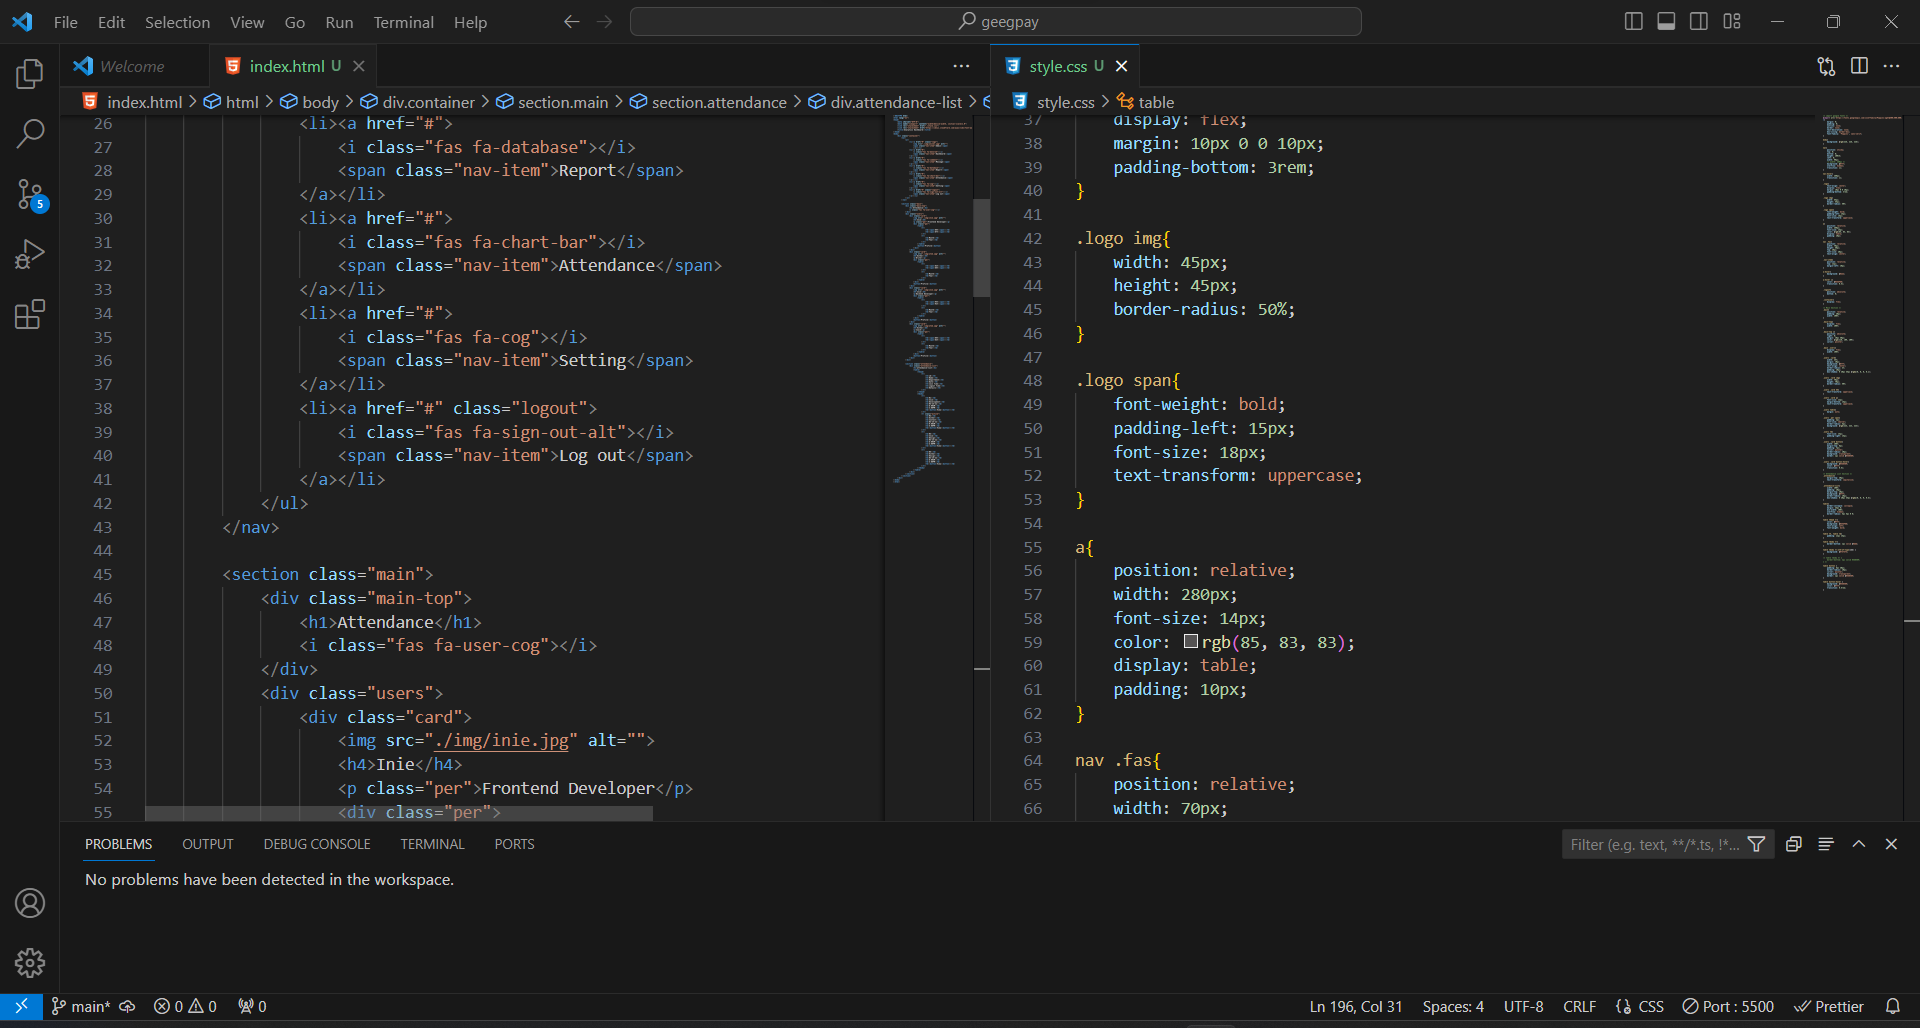 File Edit Selection View Go Run Terminal Help
geegpay
Welcome
index.html U
style.css U
index.html > html > body > div.container > section.main > section.attendance > div.attendance-list >
26 <li><a href="#">
27 <i class="fas fa-database"></i>
28 <span class="nav-item">Report</span>
29 </a></li>
30 <li><a href="#">
31 <i class="fas fa-chart-bar"></i>
32 <span class="nav-item">Attendance</span>
33 </a></li>
34 <li><a href="#">
35 <i class="fas fa-cog"></i>
36 <span class="nav-item">Setting</span>
37 </a></li>
38 <li><a href="#" class="logout">
39 <i class="fas fa-sign-out-alt"></i>
40 <span class="nav-item">Log out</span>
41 </a></li>
42 </ul>
43 </nav>
44
45 <section class="main">
46 <div class="main-top">
47 <h1>Attendance</h1>
48 <i class="fas fa-user-cog"></i>
49 </div>
50 <div class="users">
51 <div class="card">
52 <img src="./img/inie.jpg" alt="">
53 <h4>Inie</h4>
54 <p class="per">Frontend Developer</p>
55 <div class="per">
style.css > table
37 display: flex;
38 margin: 10px 0 0 10px;
39 padding-bottom: 3rem;
40 }
41
42 .logo img{
43 width: 45px;
44 height: 45px;
45 border-radius: 50%;
46 }
47
48 .logo span{
49 font-weight: bold;
50 padding-left: 15px;
51 font-size: 18px;
52 text-transform: uppercase;
53 }
54
55 a{
56 position: relative;
57 width: 280px;
58 font-size: 14px;
59 color: rgb(85, 83, 83);
60 display: table;
61 padding: 10px;
62 }
63
64 nav .fas{
65 position: relative;
66 width: 70px;
5
PROBLEMS OUTPUT DEBUG CONSOLE TERMINAL PORTS
Filter (e.g. text, **/*.ts, !*...
No problems have been detected in the workspace.
main* 0 0 0
Ln 196, Col 31 Spaces: 4 UTF-8 CRLF CSS Port : 5500 Prettier